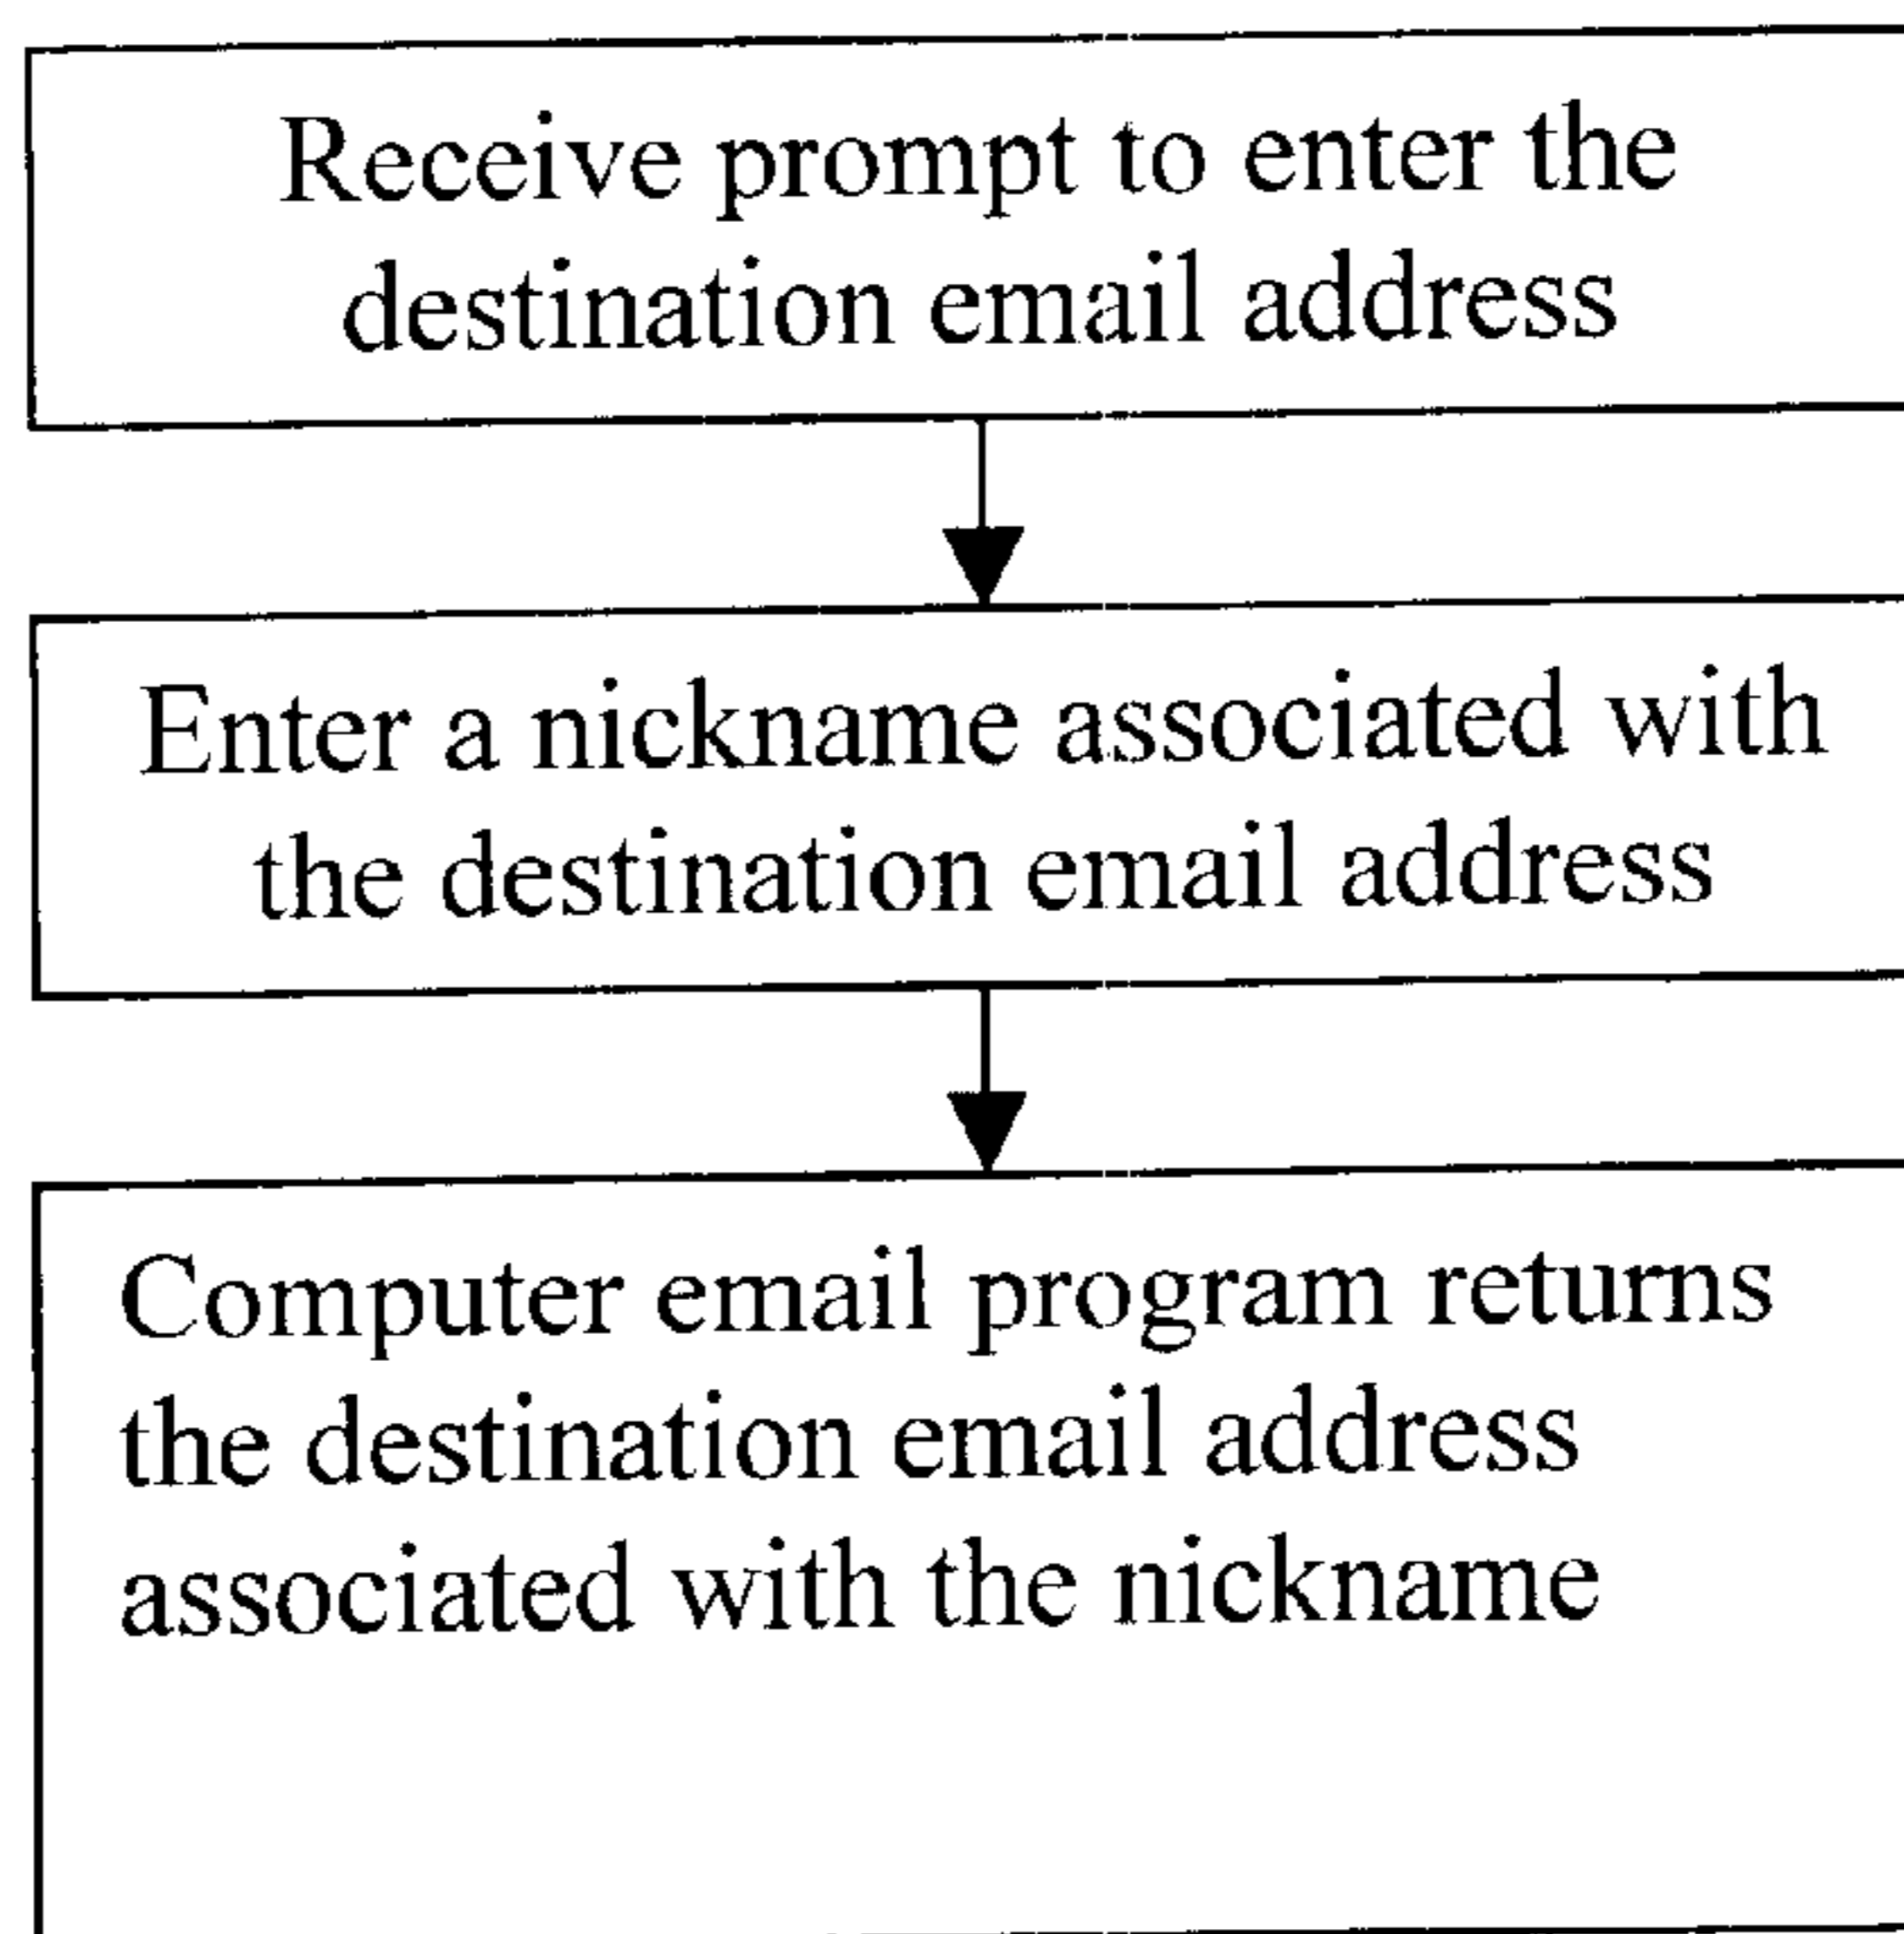 Receive prompt to enter the
destination email address
Enter a nickname associated with
the destination email address
Computer email program returns
the destination email address
associated with the nickname